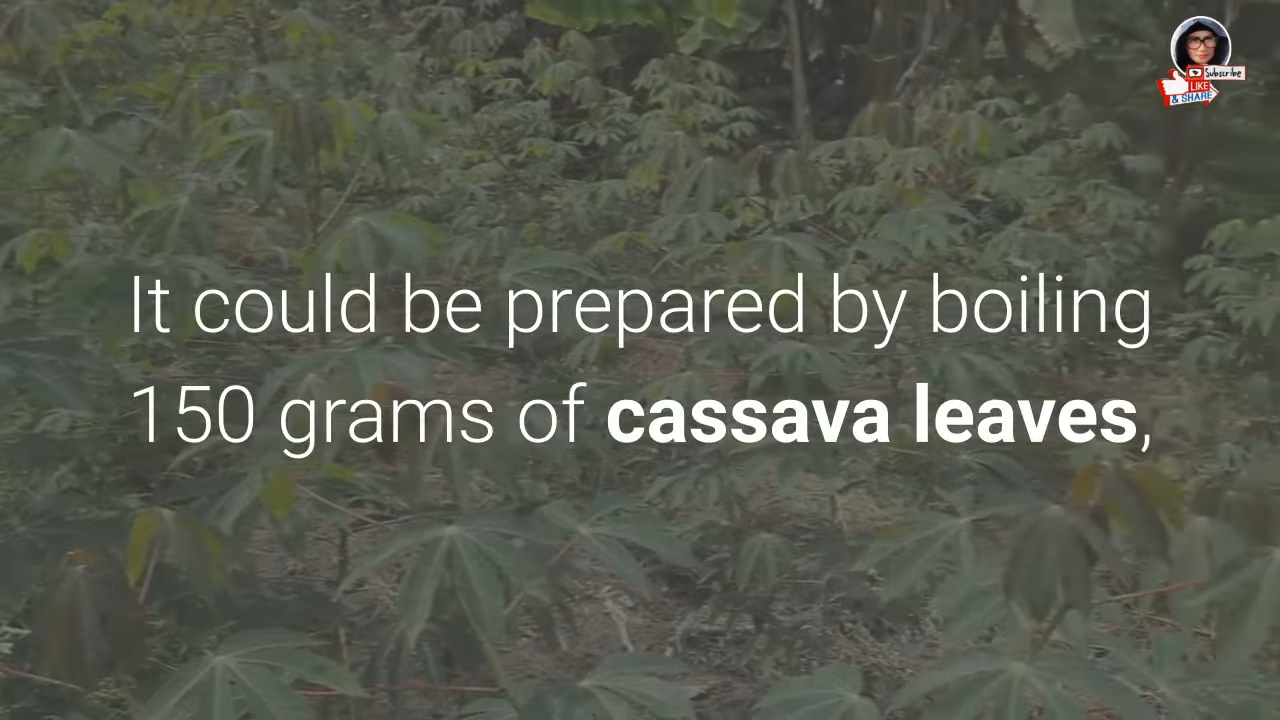 Subscribe
LIKE
& SHARE
It could be prepared by boiling
150 grams of cassava leaves,